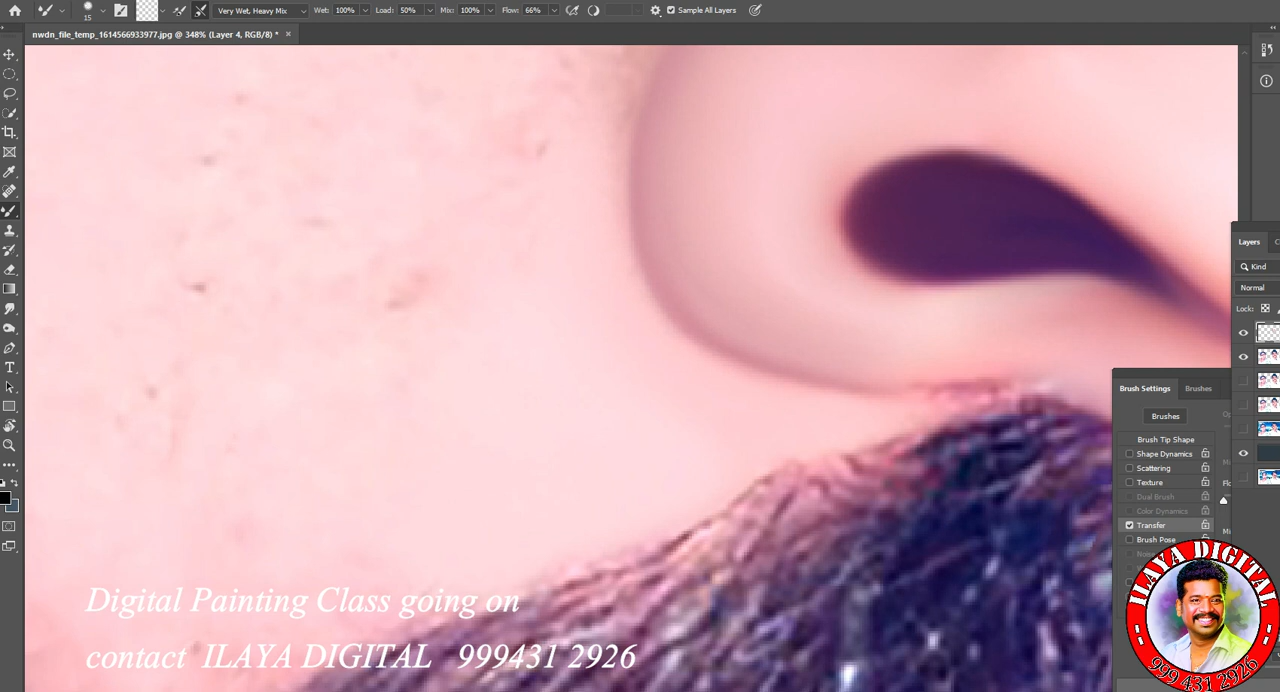 15
Very Wet, Heavy Mix
Wet: 100%
Load: 50%
Mix: 100%
Flow: 66%
Sample All Layers
nwdn_file_temp_1614566933977.jpg @ 348% (Layer 4, RGB/8) *
Layers
Kind
Normal
Lock:
Brush Settings
Brushes
Brushes
Brush Tip Shape
Shape Dynamics
Scattering
Texture
Dual Brush
Color Dynamics
Transfer
Brush Pose
Digital Painting Class going on
contact ILAYA DIGITAL 999431 2926
ILAYA DIGITAL
999 431 2926